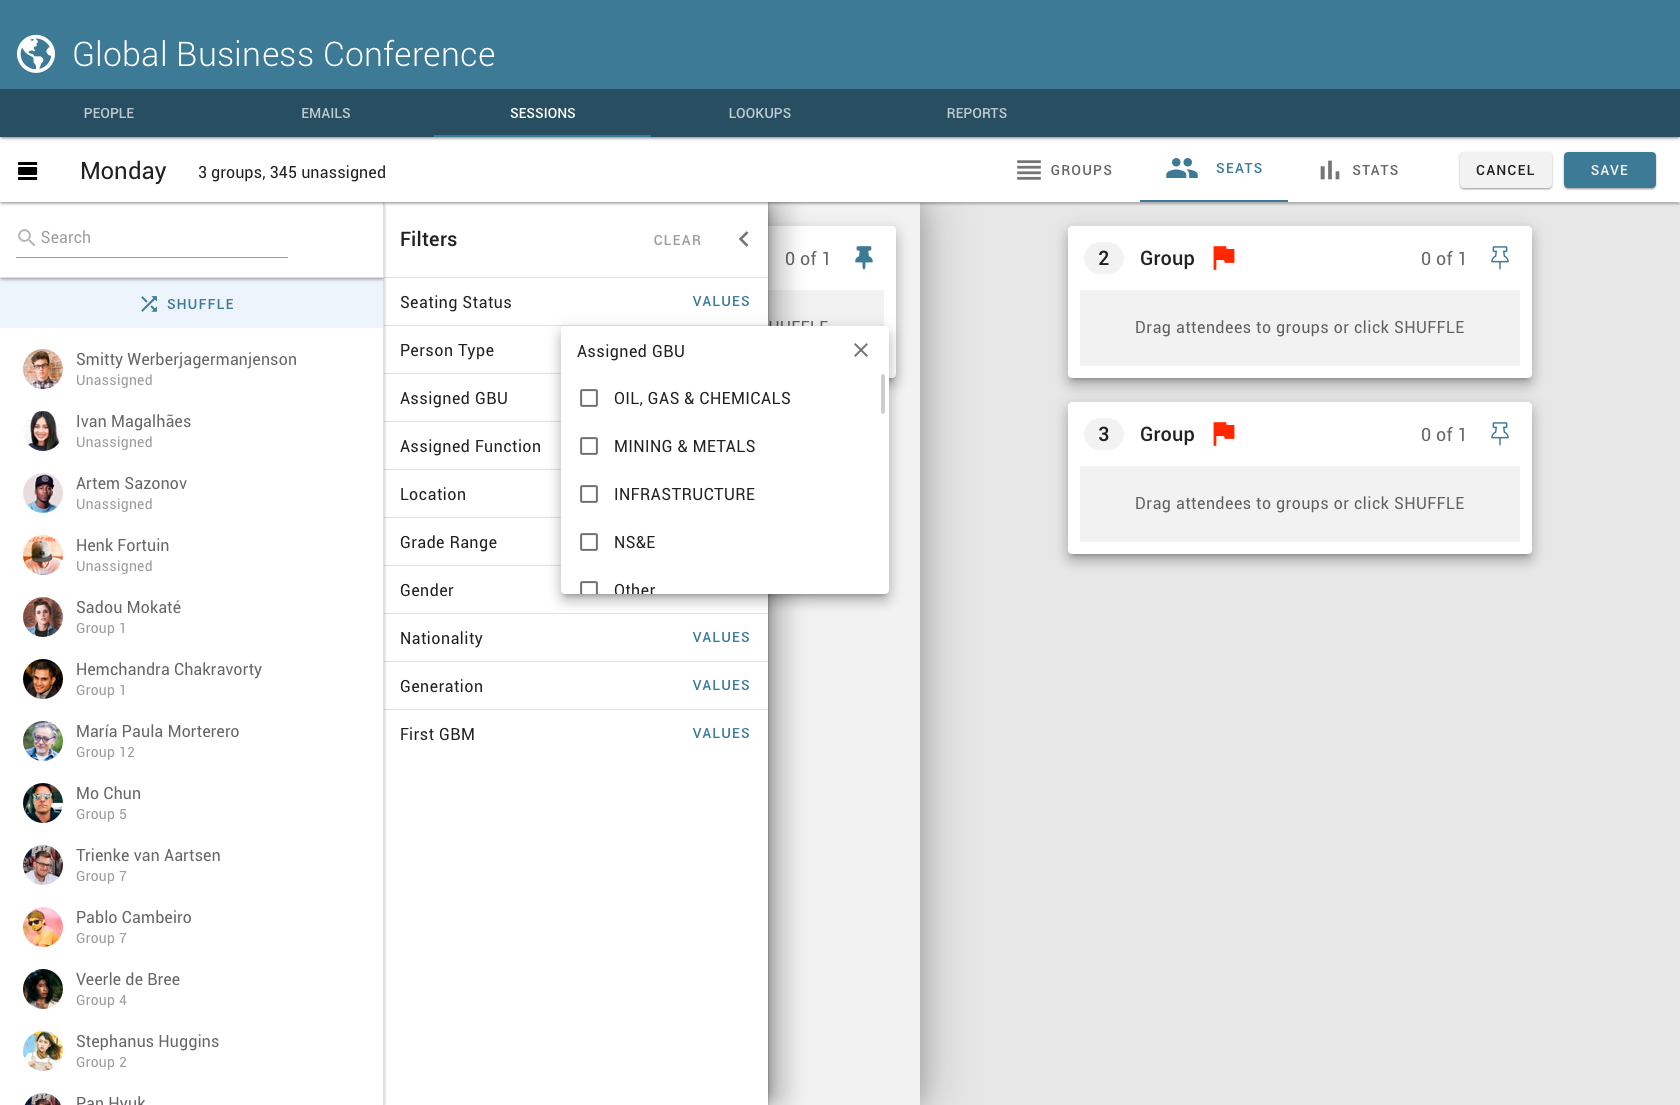 Global Business Conference
PEOPLE
EMAILS
SESSIONS
LOOKUPS
REPORTS
Monday
3 groups, 345 unassigned
GROUPS
SEATS
STATS
CANCEL
SAVE
Search
SHUFFLE
Smitty Werberjagermanjenson
Unassigned
Ivan Magalhães
Unassigned
Artem Sazonov
Unassigned
Henk Fortuin
Unassigned
Sadou Mokaté
Group 1
Hemchandra Chakravorty
Group 1
María Paula Morterero
Group 12
Mo Chun
Group 5
Trienke van Aartsen
Group 7
Pablo Cambeiro
Group 7
Veerle de Bree
Group 4
Stephanus Huggins
Group 2
Pan Hyuk
Filters
CLEAR
Seating Status
VALUES
Person Type
Assigned GBU
Assigned Function
Location
Grade Range
Gender
Nationality
VALUES
Generation
VALUES
First GBM
VALUES
Assigned GBU
OIL, GAS & CHEMICALS
MINING & METALS
INFRASTRUCTURE
NS&E
Other
0 of 1
2 Group 0 of 1
Drag attendees to groups or click SHUFFLE
3 Group 0 of 1
Drag attendees to groups or click SHUFFLE